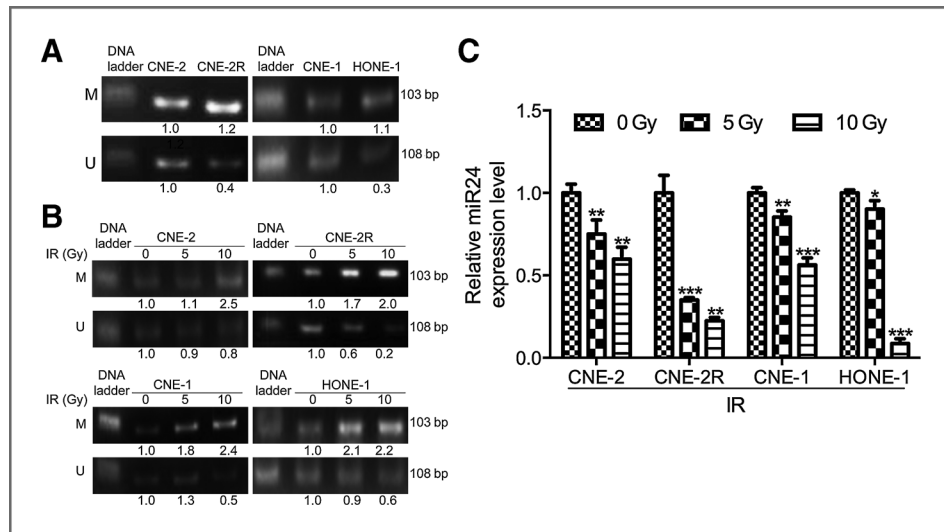 A
DNA ladder CNE-2 CNE-2R
DNA ladder CNE-1 HONE-1
M
103 bp
1.0 1.2
1.0 1.1
1.2
U
108 bp
1.0 0.4
1.0 0.3
B
DNA ladder CNE-2
DNA ladder CNE-2R
IR (Gy) 0 5 10
0 5 10
M
103 bp
1.0 1.1 2.5
1.0 1.7 2.0
U
108 bp
1.0 0.9 0.8
1.0 0.6 0.2
DNA ladder CNE-1
DNA ladder HONE-1
IR (Gy) 0 5 10
0 5 10
M
103 bp
1.0 1.8 2.4
1.0 2.1 2.2
U
108 bp
1.0 1.3 0.5
1.0 0.9 0.6
C
Relative miR24
expression level
1.5
1.0
0.5
0.0
0 Gy 5 Gy 10 Gy
** **
*** **
** ***
* ***
CNE-2 CNE-2R CNE-1 HONE-1
IR